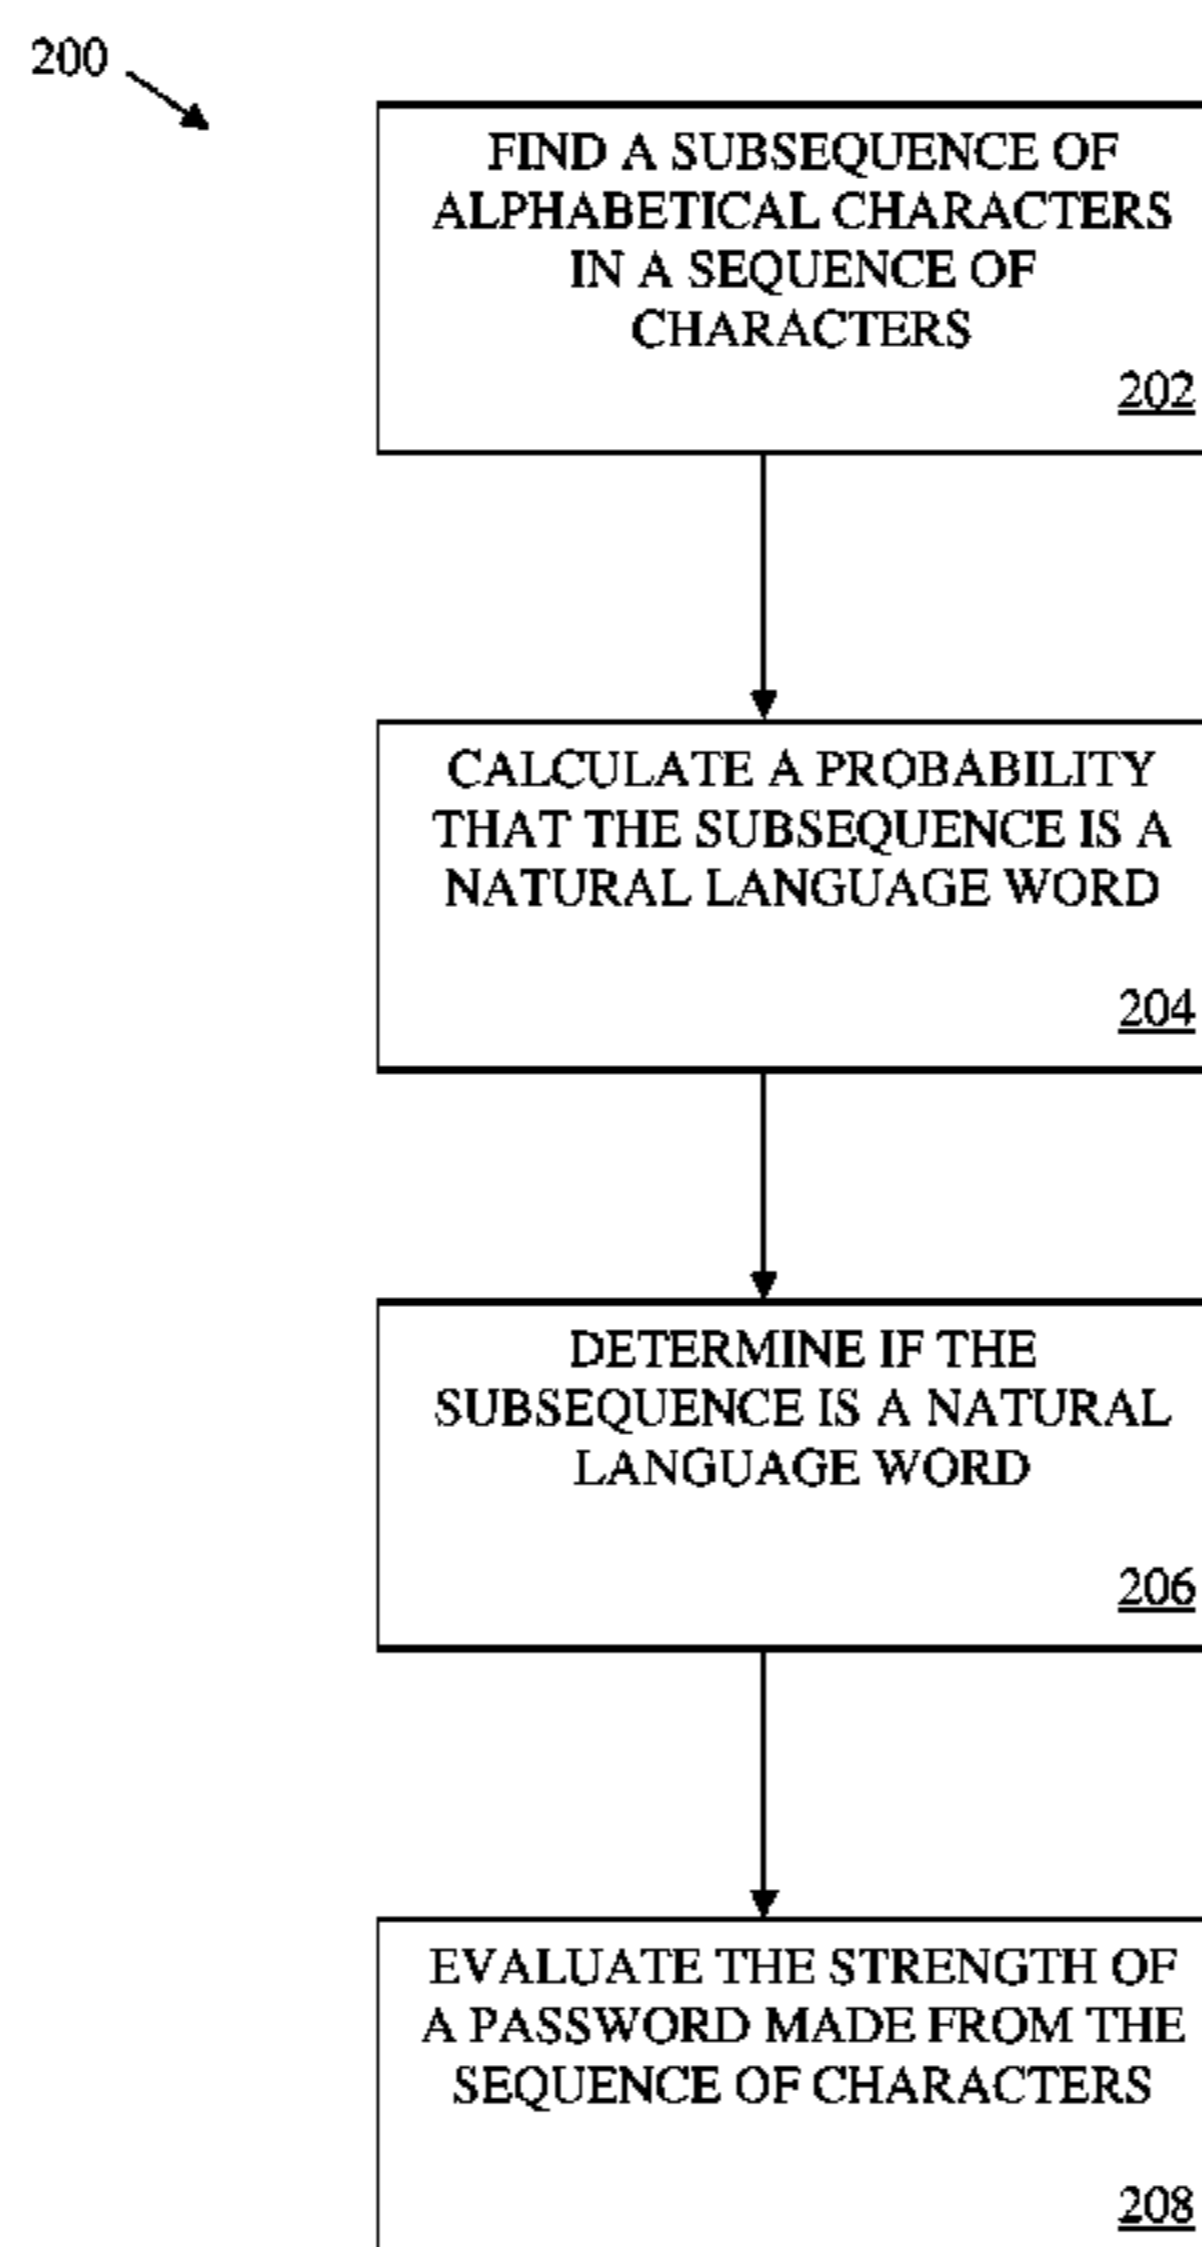 200
FIND A SUBSEQUENCE OF
ALPHABETICAL CHARACTERS
IN A SEQUENCE OF
CHARACTERS
202
CALCULATE A PROBABILITY
THAT THE SUBSEQUENCE IS A
NATURAL LANGUAGE WORD
204
DETERMINE IF THE
SUBSEQUENCE IS A NATURAL
LANGUAGE WORD
206
EVALUATE THE STRENGTH OF
A PASSWORD MADE FROM THE
SEQUENCE OF CHARACTERS
208